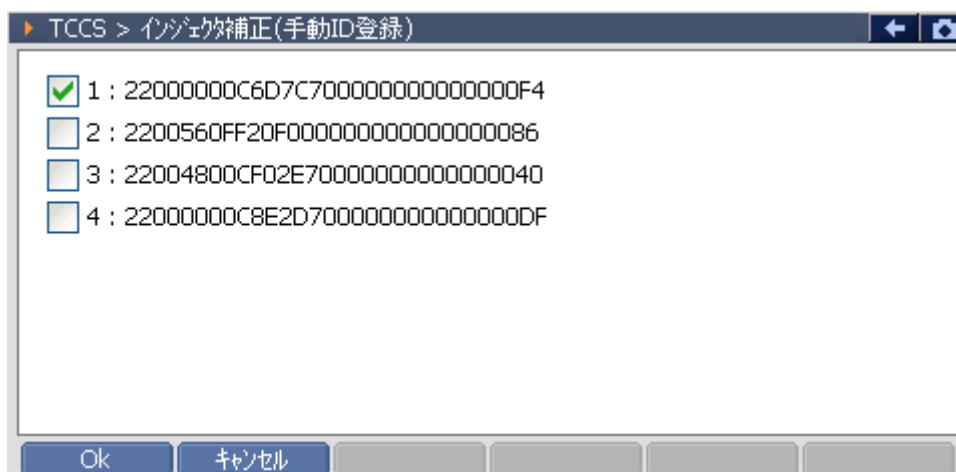 TCCS > インジェクタ補正(手動ID登録)
1 : 22000000C6D7C700000000000000F4
2 : 2200560FF20F000000000000000086
3 : 22004800CF02E70000000000000040
4 : 22000000C8E2D700000000000000DF
Ok キャンセル